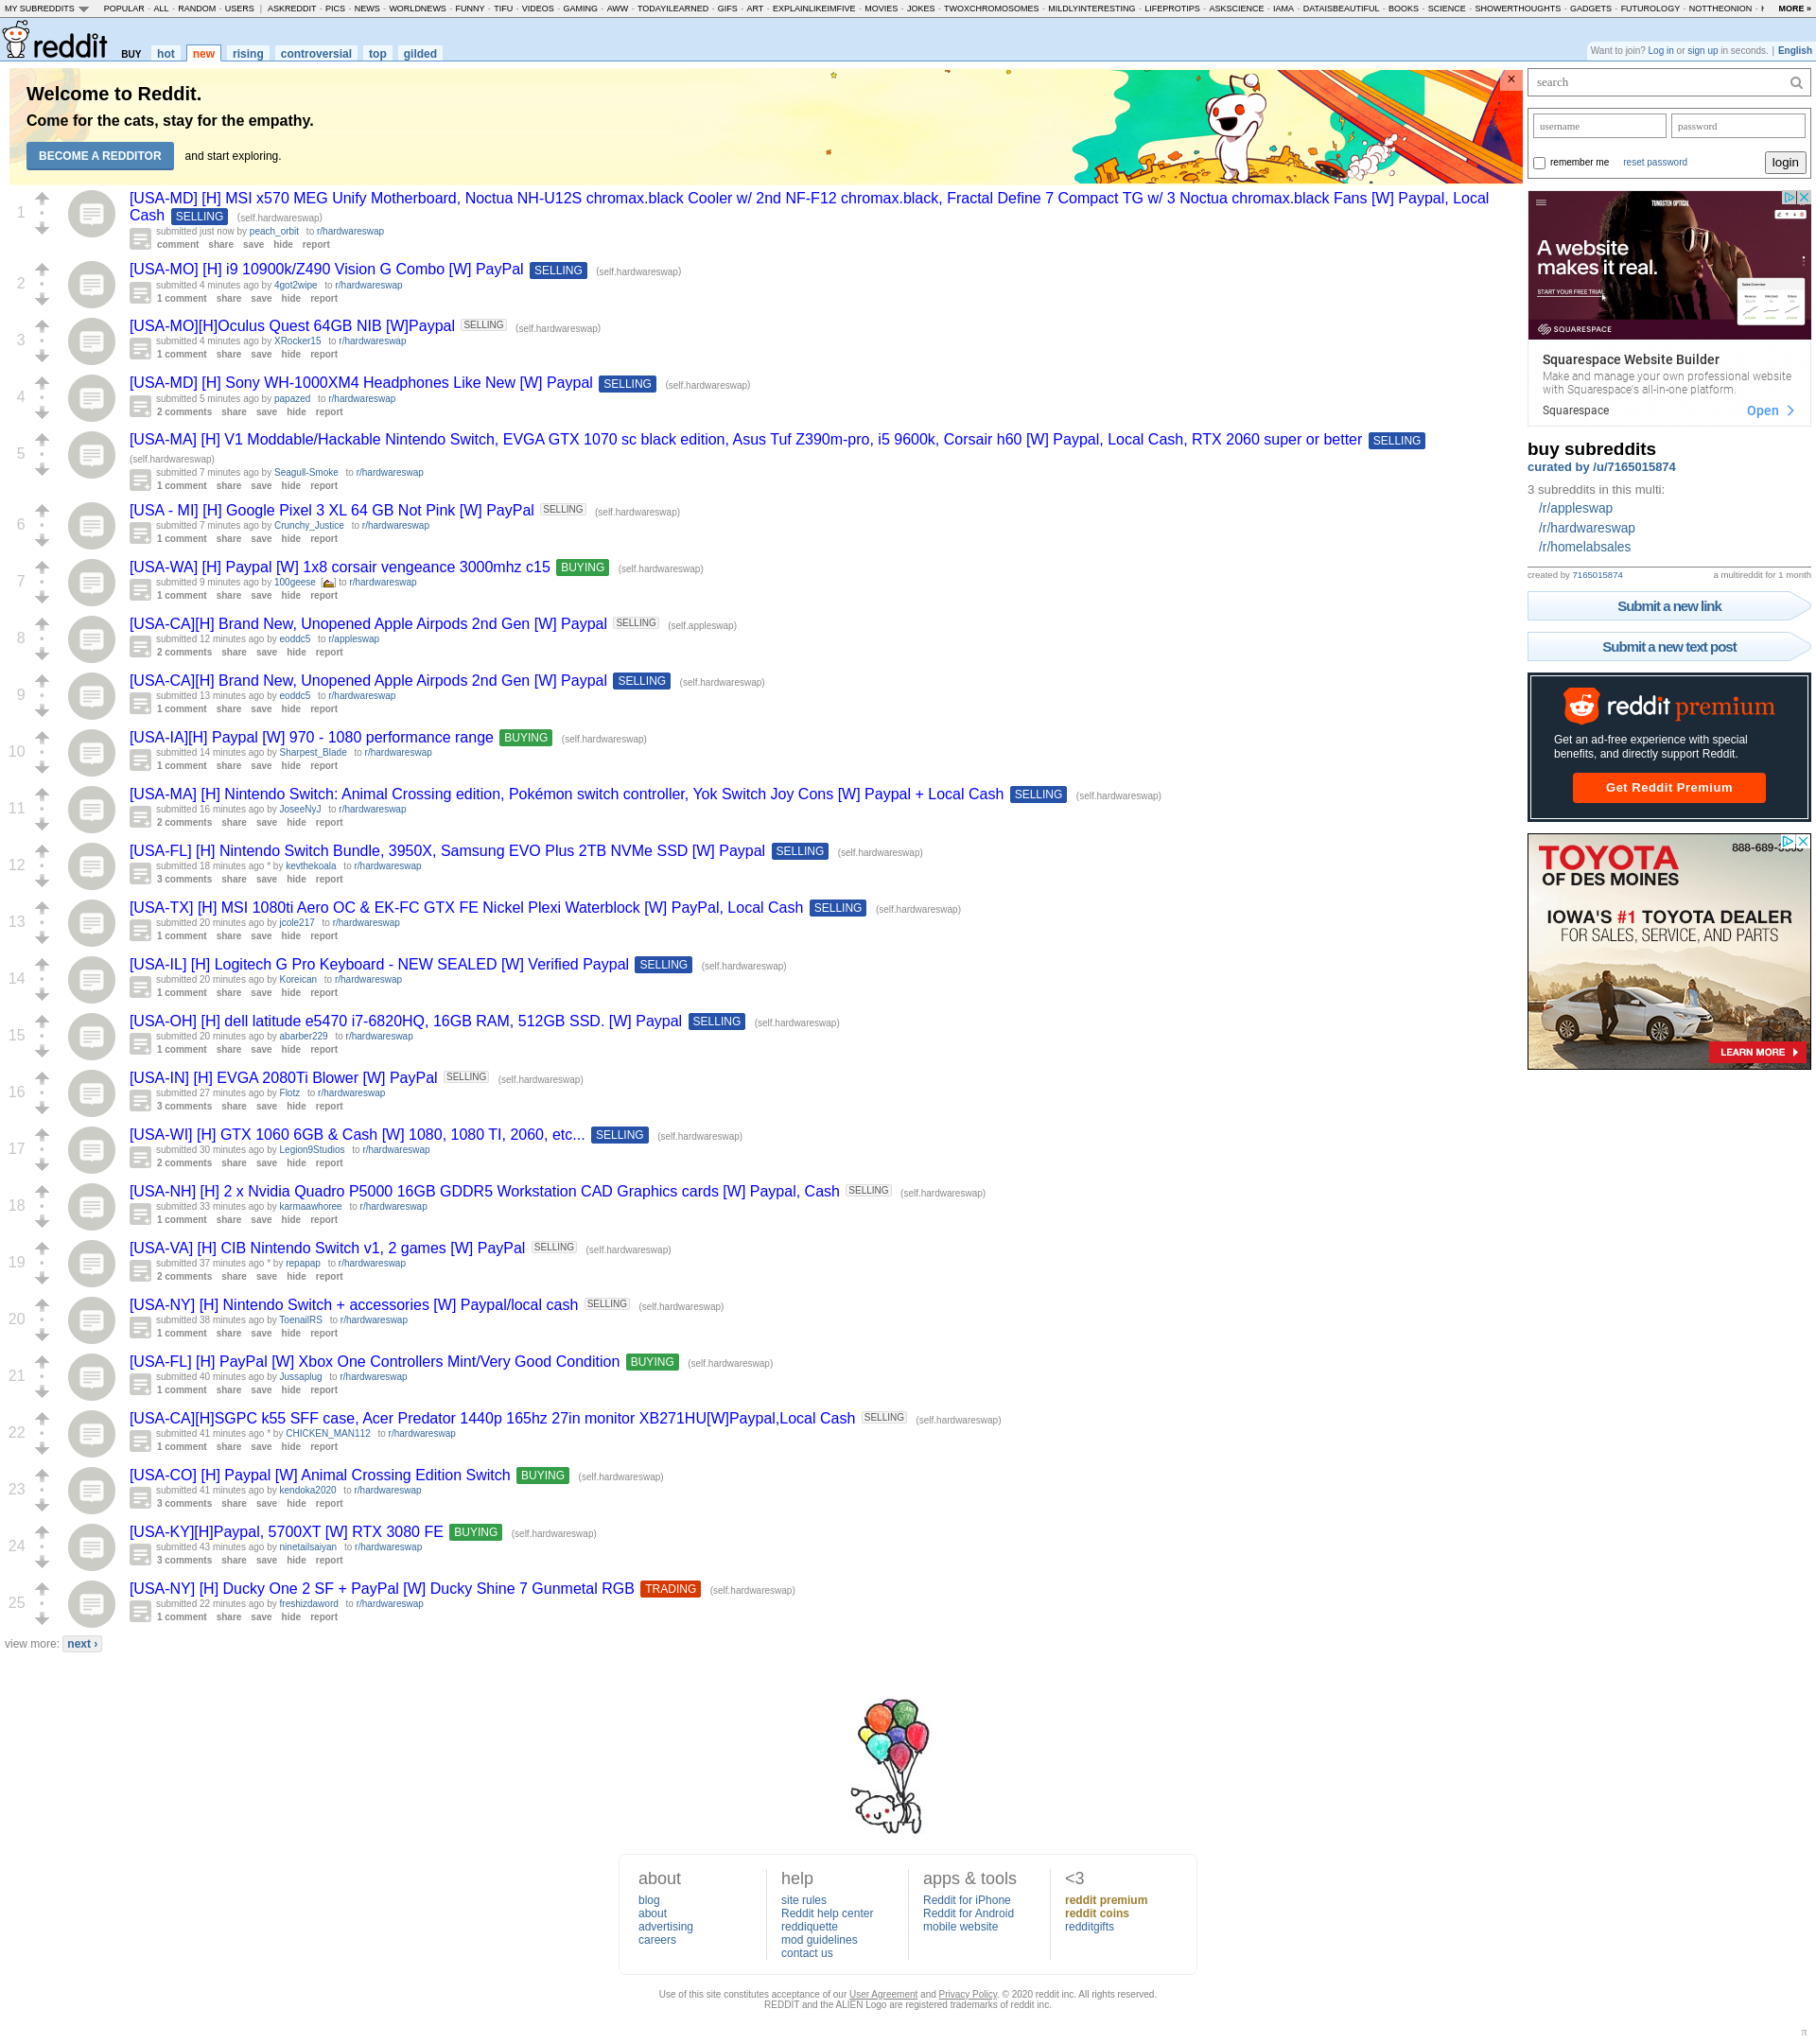 MY SUBREDDITS POPULAR - ALL - RANDOM - USERS | ASKREDDIT - PICS - NEWS - WORLDNEWS - FUNNY - TIFU - VIDEOS - GAMING - AWW - TODAYILEARNED - GIFS - ART - EXPLAINLIKEIMFIVE - MOVIES - JOKES - TWOXCHROMOSOMES - MILDLYINTERESTING - LIFEPROTIPS - ASKSCIENCE - IAMA - DATAISBEAUTIFUL - BOOKS - SCIENCE - SHOWERTHOUGHTS - GADGETS - FUTUROLOGY - NOTTHEONION - MORE »
reddit BUY hot new rising controversial top gilded
Want to join? Log in or sign up in seconds. | English
Welcome to Reddit.
Come for the cats, stay for the empathy.
BECOME A REDDITOR and start exploring.
1
[USA-MD] [H] MSI x570 MEG Unify Motherboard, Noctua NH-U12S chromax.black Cooler w/ 2nd NF-F12 chromax.black, Fractal Define 7 Compact TG w/ 3 Noctua chromax.black Fans [W] Paypal, Local
Cash SELLING (self.hardwareswap)
submitted just now by peach_orbit to r/hardwareswap
comment share save hide report
2
[USA-MO] [H] i9 10900k/Z490 Vision G Combo [W] PayPal SELLING (self.hardwareswap)
submitted 4 minutes ago by 4got2wipe to r/hardwareswap
1 comment share save hide report
3
[USA-MO][H]Oculus Quest 64GB NIB [W]Paypal SELLING (self.hardwareswap)
submitted 4 minutes ago by XRocker15 to r/hardwareswap
1 comment share save hide report
4
[USA-MD] [H] Sony WH-1000XM4 Headphones Like New [W] Paypal SELLING (self.hardwareswap)
submitted 5 minutes ago by papazed to r/hardwareswap
2 comments share save hide report
5
[USA-MA] [H] V1 Moddable/Hackable Nintendo Switch, EVGA GTX 1070 sc black edition, Asus Tuf Z390m-pro, i5 9600k, Corsair h60 [W] Paypal, Local Cash, RTX 2060 super or better SELLING
(self.hardwareswap)
submitted 7 minutes ago by Seagull-Smoke to r/hardwareswap
1 comment share save hide report
6
[USA - MI] [H] Google Pixel 3 XL 64 GB Not Pink [W] PayPal SELLING (self.hardwareswap)
submitted 7 minutes ago by Crunchy_Justice to r/hardwareswap
1 comment share save hide report
7
[USA-WA] [H] Paypal [W] 1x8 corsair vengeance 3000mhz c15 BUYING (self.hardwareswap)
submitted 9 minutes ago by 100geese [] to r/hardwareswap
1 comment share save hide report
8
[USA-CA][H] Brand New, Unopened Apple Airpods 2nd Gen [W] Paypal SELLING (self.appleswap)
submitted 12 minutes ago by eoddc5 to r/appleswap
2 comments share save hide report
9
[USA-CA][H] Brand New, Unopened Apple Airpods 2nd Gen [W] Paypal SELLING (self.hardwareswap)
submitted 13 minutes ago by eoddc5 to r/hardwareswap
1 comment share save hide report
10
[USA-IA][H] Paypal [W] 970 - 1080 performance range BUYING (self.hardwareswap)
submitted 14 minutes ago by Sharpest_Blade to r/hardwareswap
1 comment share save hide report
11
[USA-MA] [H] Nintendo Switch: Animal Crossing edition, Pokémon switch controller, Yok Switch Joy Cons [W] Paypal + Local Cash SELLING (self.hardwareswap)
submitted 16 minutes ago by JoseeNyJ to r/hardwareswap
2 comments share save hide report
12
[USA-FL] [H] Nintendo Switch Bundle, 3950X, Samsung EVO Plus 2TB NVMe SSD [W] Paypal SELLING (self.hardwareswap)
submitted 18 minutes ago * by kevthekoala to r/hardwareswap
3 comments share save hide report
13
[USA-TX] [H] MSI 1080ti Aero OC & EK-FC GTX FE Nickel Plexi Waterblock [W] PayPal, Local Cash SELLING (self.hardwareswap)
submitted 20 minutes ago by jcole217 to r/hardwareswap
1 comment share save hide report
14
[USA-IL] [H] Logitech G Pro Keyboard - NEW SEALED [W] Verified Paypal SELLING (self.hardwareswap)
submitted 20 minutes ago by Koreican to r/hardwareswap
1 comment share save hide report
15
[USA-OH] [H] dell latitude e5470 i7-6820HQ, 16GB RAM, 512GB SSD. [W] Paypal SELLING (self.hardwareswap)
submitted 20 minutes ago by abarber229 to r/hardwareswap
1 comment share save hide report
16
[USA-IN] [H] EVGA 2080Ti Blower [W] PayPal SELLING (self.hardwareswap)
submitted 27 minutes ago by Flotz to r/hardwareswap
3 comments share save hide report
17
[USA-WI] [H] GTX 1060 6GB & Cash [W] 1080, 1080 TI, 2060, etc... SELLING (self.hardwareswap)
submitted 30 minutes ago by Legion9Studios to r/hardwareswap
2 comments share save hide report
18
[USA-NH] [H] 2 x Nvidia Quadro P5000 16GB GDDR5 Workstation CAD Graphics cards [W] Paypal, Cash SELLING (self.hardwareswap)
submitted 33 minutes ago by karmaawhoree to r/hardwareswap
1 comment share save hide report
19
[USA-VA] [H] CIB Nintendo Switch v1, 2 games [W] PayPal SELLING (self.hardwareswap)
submitted 37 minutes ago * by repapap to r/hardwareswap
2 comments share save hide report
20
[USA-NY] [H] Nintendo Switch + accessories [W] Paypal/local cash SELLING (self.hardwareswap)
submitted 38 minutes ago by ToenailRS to r/hardwareswap
1 comment share save hide report
21
[USA-FL] [H] PayPal [W] Xbox One Controllers Mint/Very Good Condition BUYING (self.hardwareswap)
submitted 40 minutes ago by Jussaplug to r/hardwareswap
1 comment share save hide report
22
[USA-CA][H]SGPC k55 SFF case, Acer Predator 1440p 165hz 27in monitor XB271HU[W]Paypal,Local Cash SELLING (self.hardwareswap)
submitted 41 minutes ago * by CHICKEN_MAN112 to r/hardwareswap
1 comment share save hide report
23
[USA-CO] [H] Paypal [W] Animal Crossing Edition Switch BUYING (self.hardwareswap)
submitted 41 minutes ago by kendoka2020 to r/hardwareswap
3 comments share save hide report
24
[USA-KY][H]Paypal, 5700XT [W] RTX 3080 FE BUYING (self.hardwareswap)
submitted 43 minutes ago by ninetailsaiyan to r/hardwareswap
3 comments share save hide report
25
[USA-NY] [H] Ducky One 2 SF + PayPal [W] Ducky Shine 7 Gunmetal RGB TRADING (self.hardwareswap)
submitted 22 minutes ago by freshizdaword to r/hardwareswap
1 comment share save hide report
view more: next ›
search
username password
remember me reset password login
TUNGSTEN OPTICAL
A website
makes it real.
START YOUR FREE TRIAL
SQUARESPACE
Squarespace Website Builder
Make and manage your own professional website
with Squarespace's all-in-one platform.
Squarespace Open
buy subreddits
curated by /u/7165015874
3 subreddits in this multi:
/r/appleswap
/r/hardwareswap
/r/homelabsales
created by 7165015874 a multireddit for 1 month
Submit a new link
Submit a new text post
reddit premium
Get an ad-free experience with special
benefits, and directly support Reddit.
Get Reddit Premium
TOYOTA 888-689-
OF DES MOINES
IOWA'S #1 TOYOTA DEALER
FOR SALES, SERVICE, AND PARTS
LEARN MORE
about
blog
about
advertising
careers
help
site rules
Reddit help center
reddiquette
mod guidelines
contact us
apps & tools
Reddit for iPhone
Reddit for Android
mobile website
<3
reddit premium
reddit coins
redditgifts
Use of this site constitutes acceptance of our User Agreement and Privacy Policy. © 2020 reddit inc. All rights reserved.
REDDIT and the ALIEN Logo are registered trademarks of reddit inc.
π